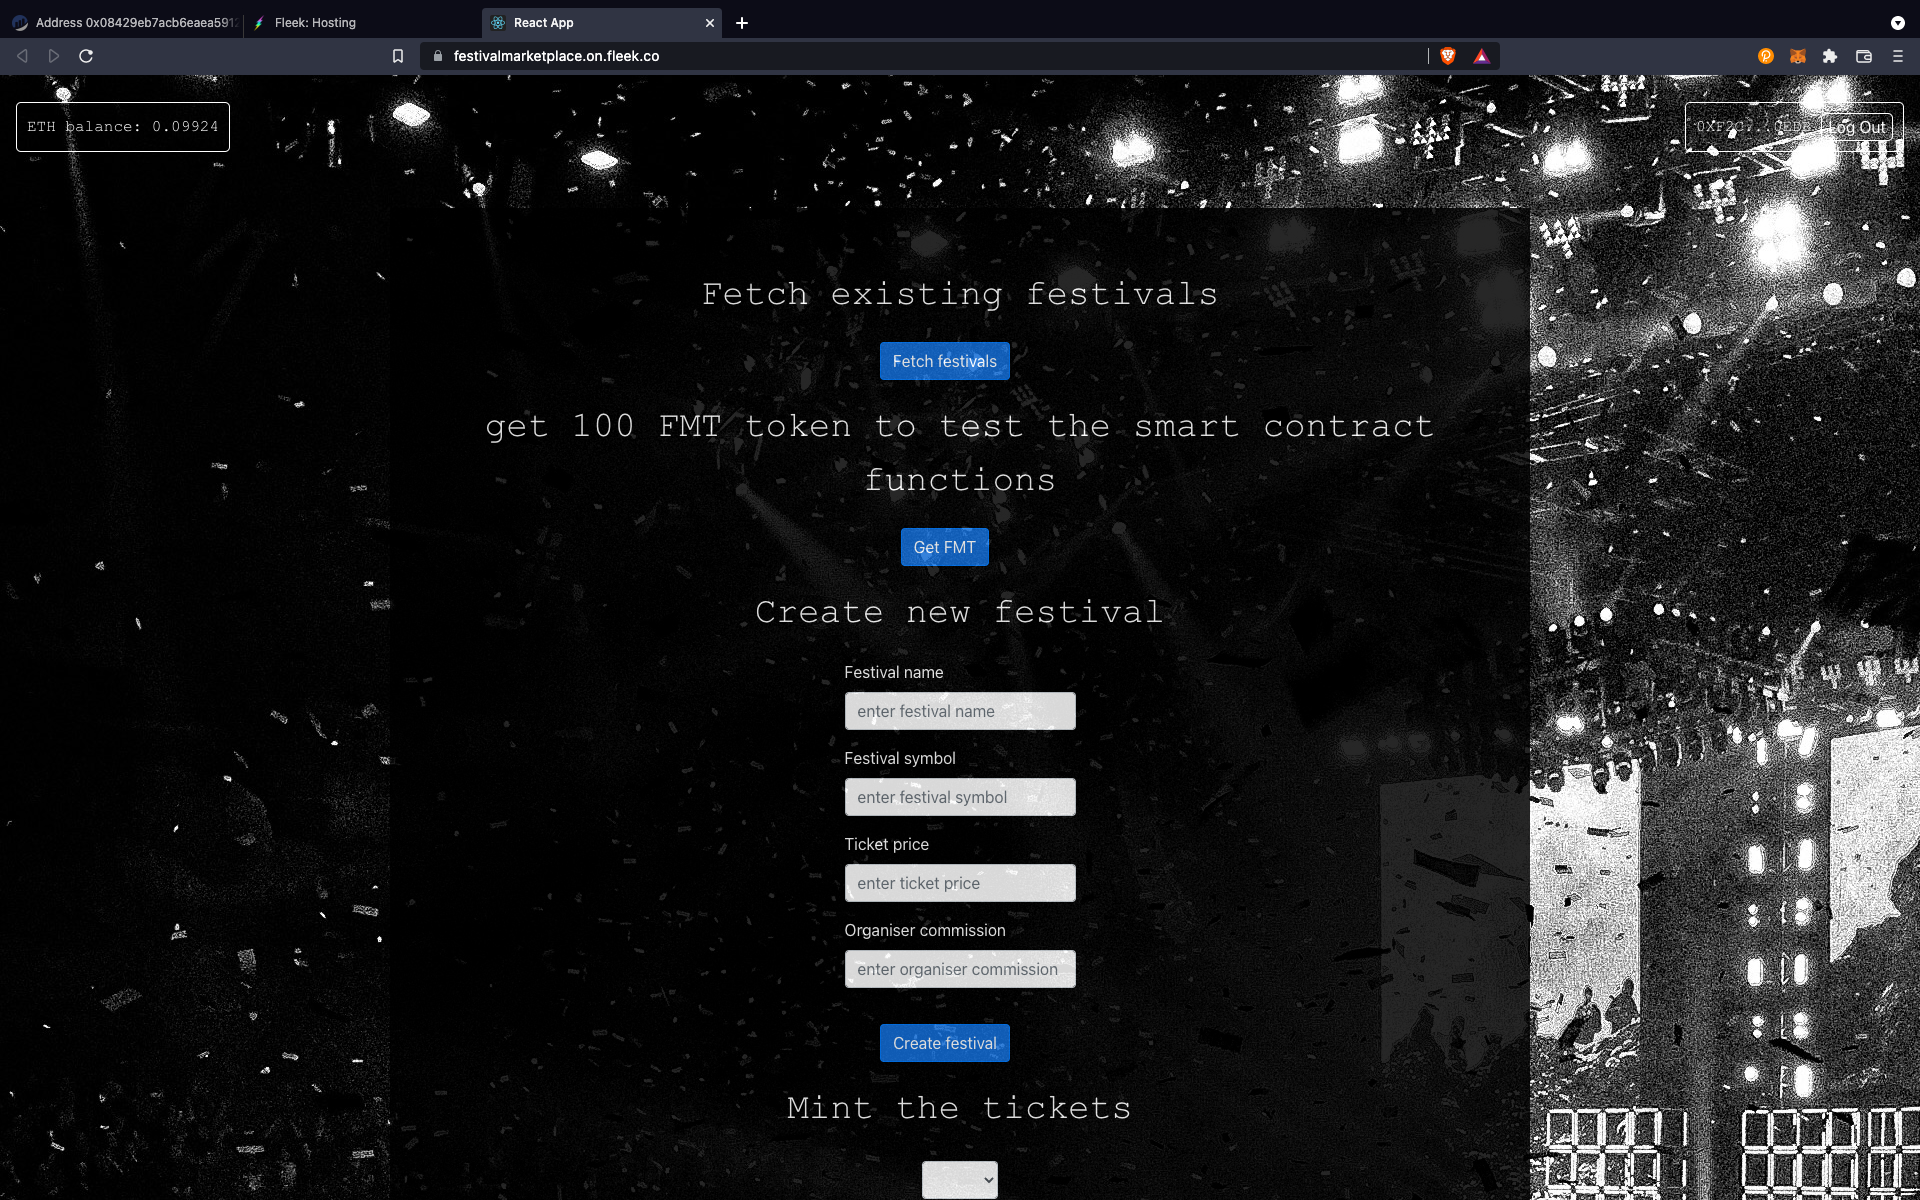 Address 0x08429eb7acb6eaea5912
Fleek: Hosting
React App
festivalmarketplace.on.fleek.co
ETH balance: 0.09924
Log Out
Fetch existing festivals
Fetch festivals
get 100 FMT token to test the smart contract
functions
Get FMT
Create new festival
Festival name
enter festival name
Festival symbol
enter festival symbol
Ticket price
enter ticket price
Organiser commission
enter organiser commission
Create festival
Mint the tickets